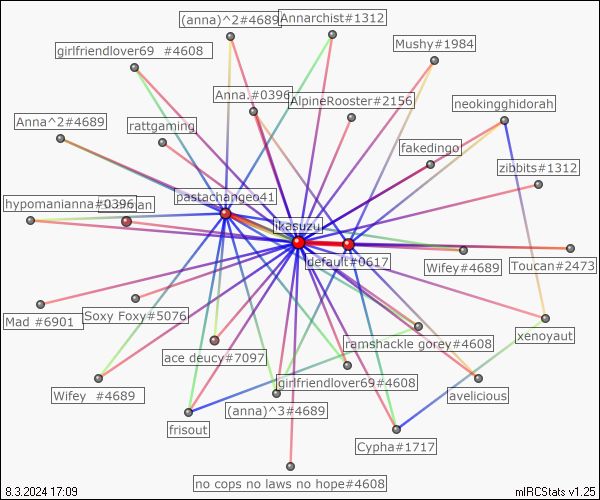 (anna)^2#4689
Annarchist#1312
girlfriendlover69 #4608
Mushy#1984
Anna.#0396
AlpineRooster#2156
neokingghidorah
Anna^2#4689
rattgaming
fakedingo
zibbits#1312
pastachangeo41
hypomanianna#0396
jkasuzu
default#0617
Wifey#4689
Toucan#2473
Mad #6901
Soxy Foxy#5076
ramshackle gorey#4608
xenoyaut
ace deucy#7097
girlfriendlover69#4608
Wifey #4689
(anna)^3#4689
avelicious
frisout
Cypha#1717
no cops no laws no hope#4608
8.3.2024 17:09
mIRCStats v1.25